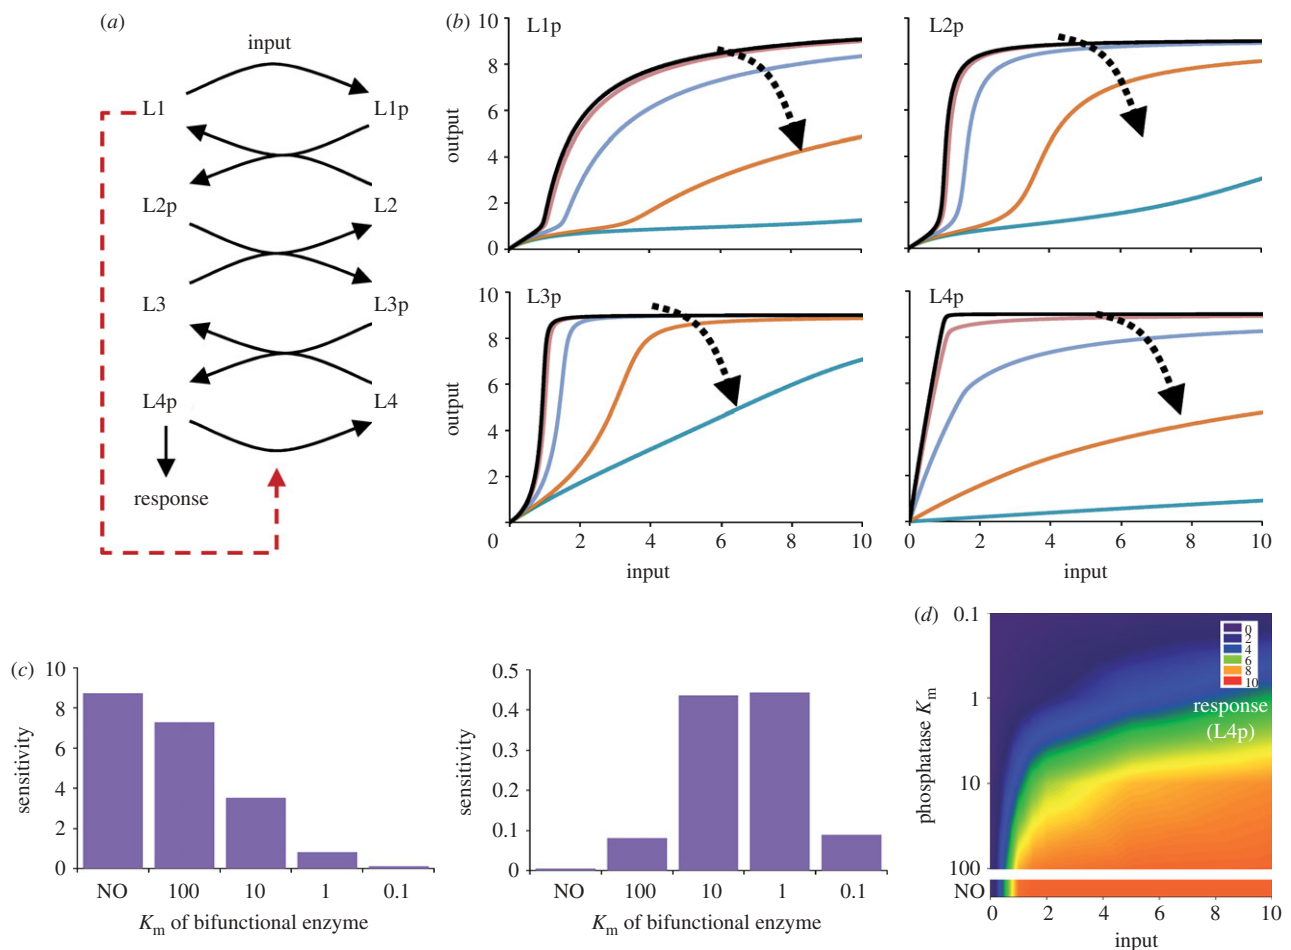 (a)
input
L1
L1p
L2p
L2
L3
L3p
L4p
L4
response
(b)
L1p
10
8
6
4
2
0
output
L2p
L3p
10
8
6
4
2
output
0
2
4
6
8
10
input
L4p
0
2
4
6
8
10
input
(c)
10
8
6
4
2
0
sensitivity
NO
100
10
1
0.1
Km of bifunctional enzyme
0.5
0.4
0.3
0.2
0.1
0
sensitivity
NO
100
10
1
0.1
Km of bifunctional enzyme
(d)
0.1
1
10
100
NO
phosphatase Km
0
2
4
6
8
10
response
(L4p)
0
2
4
6
8
10
input